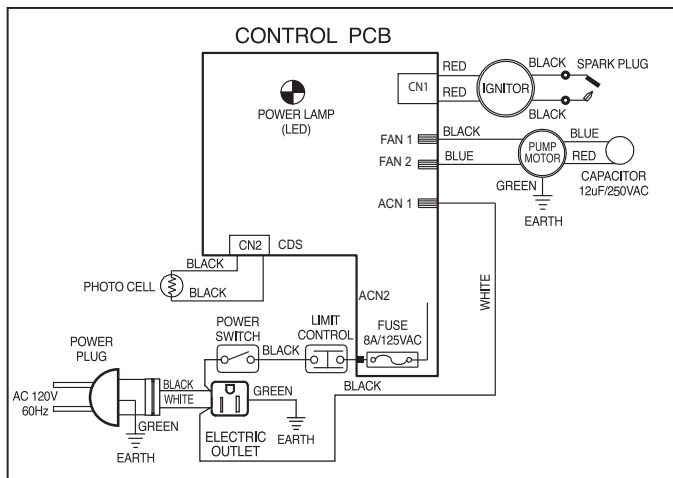 CONTROL PCB
POWER LAMP
(LED)
CN1
RED
RED
IGNITOR
BLACK
BLACK
SPARK PLUG
FAN 1
BLACK
FAN 2
BLUE
PUMP
MOTOR
BLUE
RED
CAPACITOR
12uF/250VAC
GREEN
EARTH
ACN 1
WHITE
CN2
CDS
BLACK
BLACK
PHOTO CELL
ACN2
FUSE
8A/125VAC
LIMIT
CONTROL
POWER
SWITCH
BLACK
BLACK
POWER
PLUG
AC 120V
60Hz
BLACK
WHITE
GREEN
EARTH
GREEN
EARTH
ELECTRIC
OUTLET